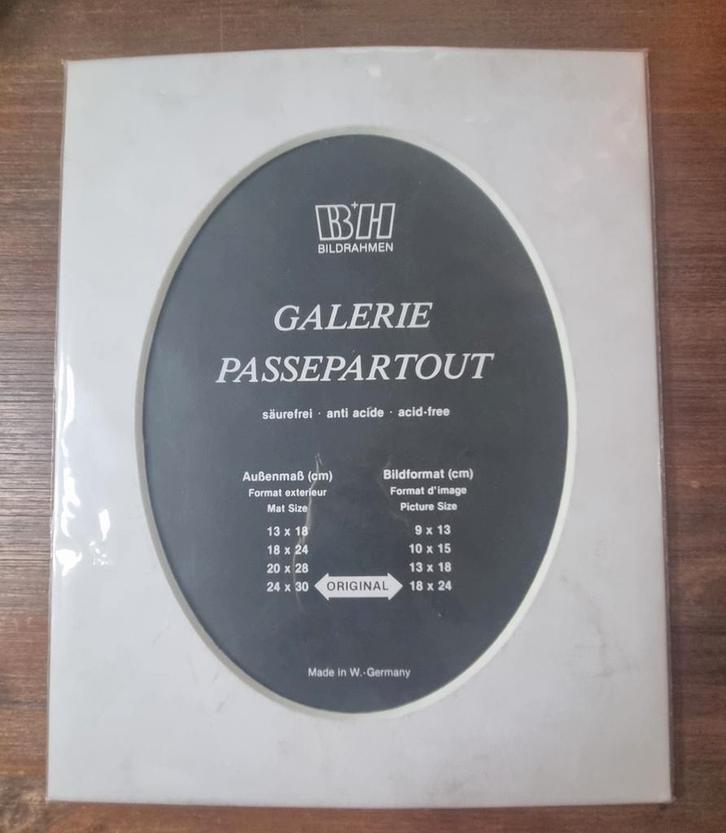 B+H
BILDRAHMEN
GALERIE
PASSEPARTOUT
säurefrei · anti acide · acid-free
Außenmaß (cm) Bildformat (cm)
Format exterieur Format d'image
Mat Size Picture Size
13 x 18 9 x 13
18 x 24 10 x 15
20 x 28 13 x 18
24 x 30 ORIGINAL 18 x 24
Made in W.-Germany